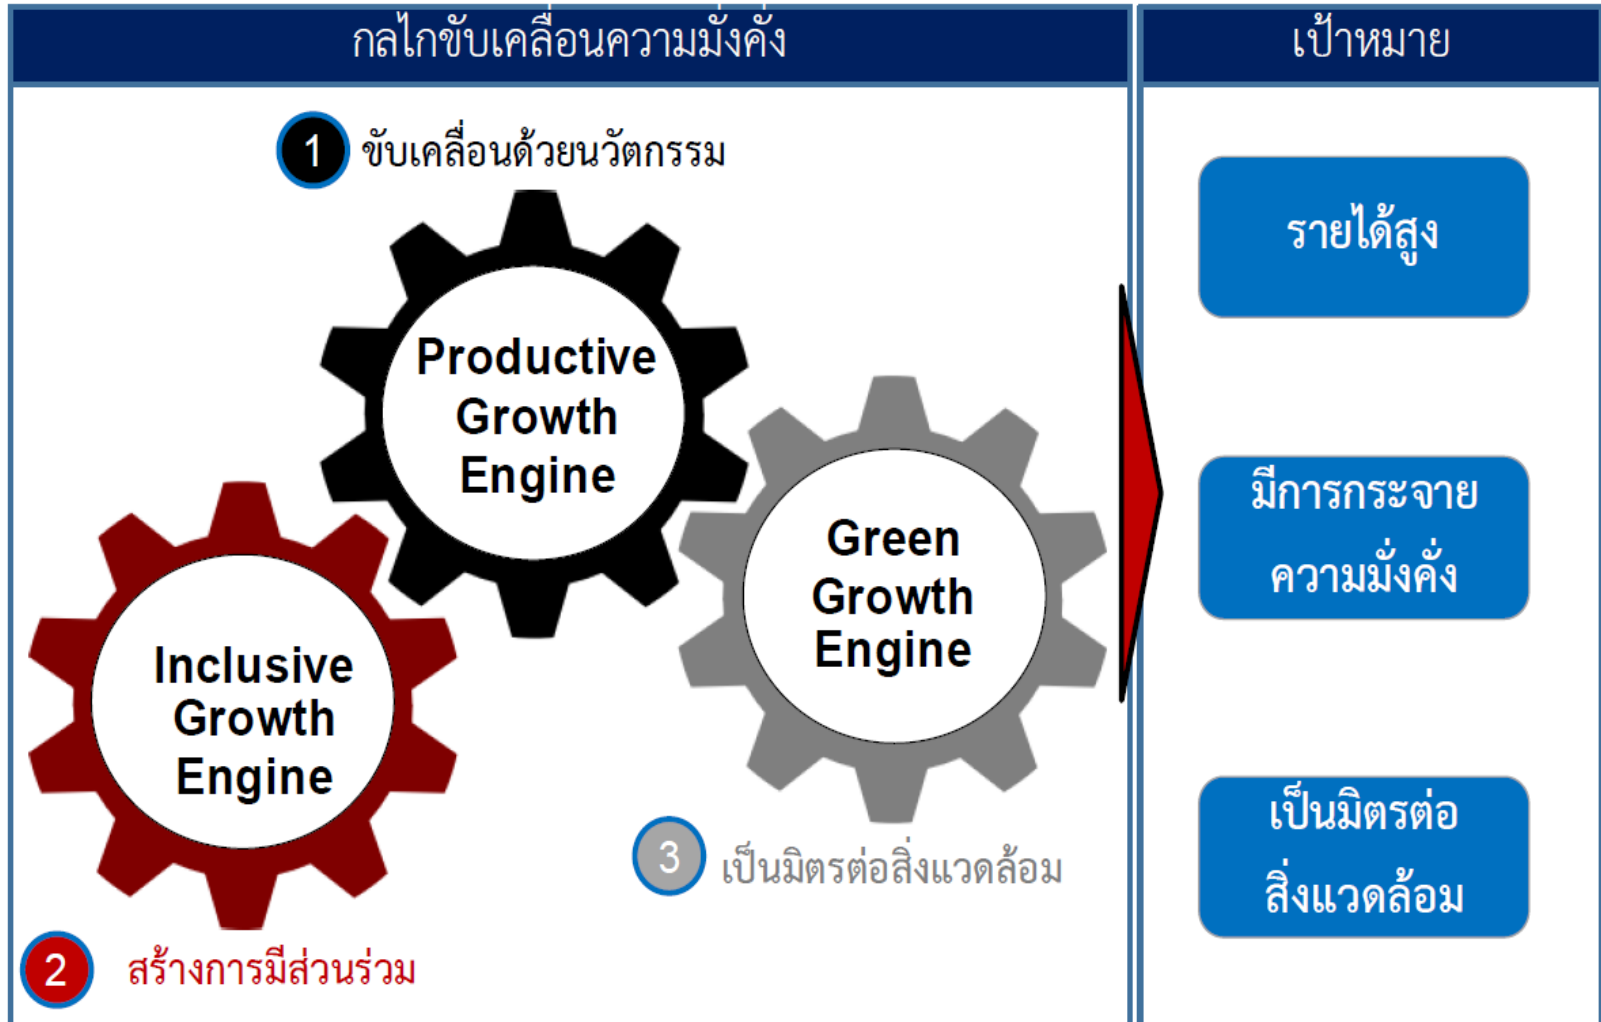 กลไกขับเคลื่อนความมั่งคั่ง
เป้าหมาย
1 ขับเคลื่อนด้วยนวัตกรรม
Productive
Growth
Engine
Inclusive
Growth
Engine
2 สร้างการมีส่วนร่วม
Green
Growth
Engine
3 เป็นมิตรต่อสิ่งแวดล้อม
รายได้สูง
มีการกระจาย
ความมั่งคั่ง
เป็นมิตรต่อ
สิ่งแวดล้อม